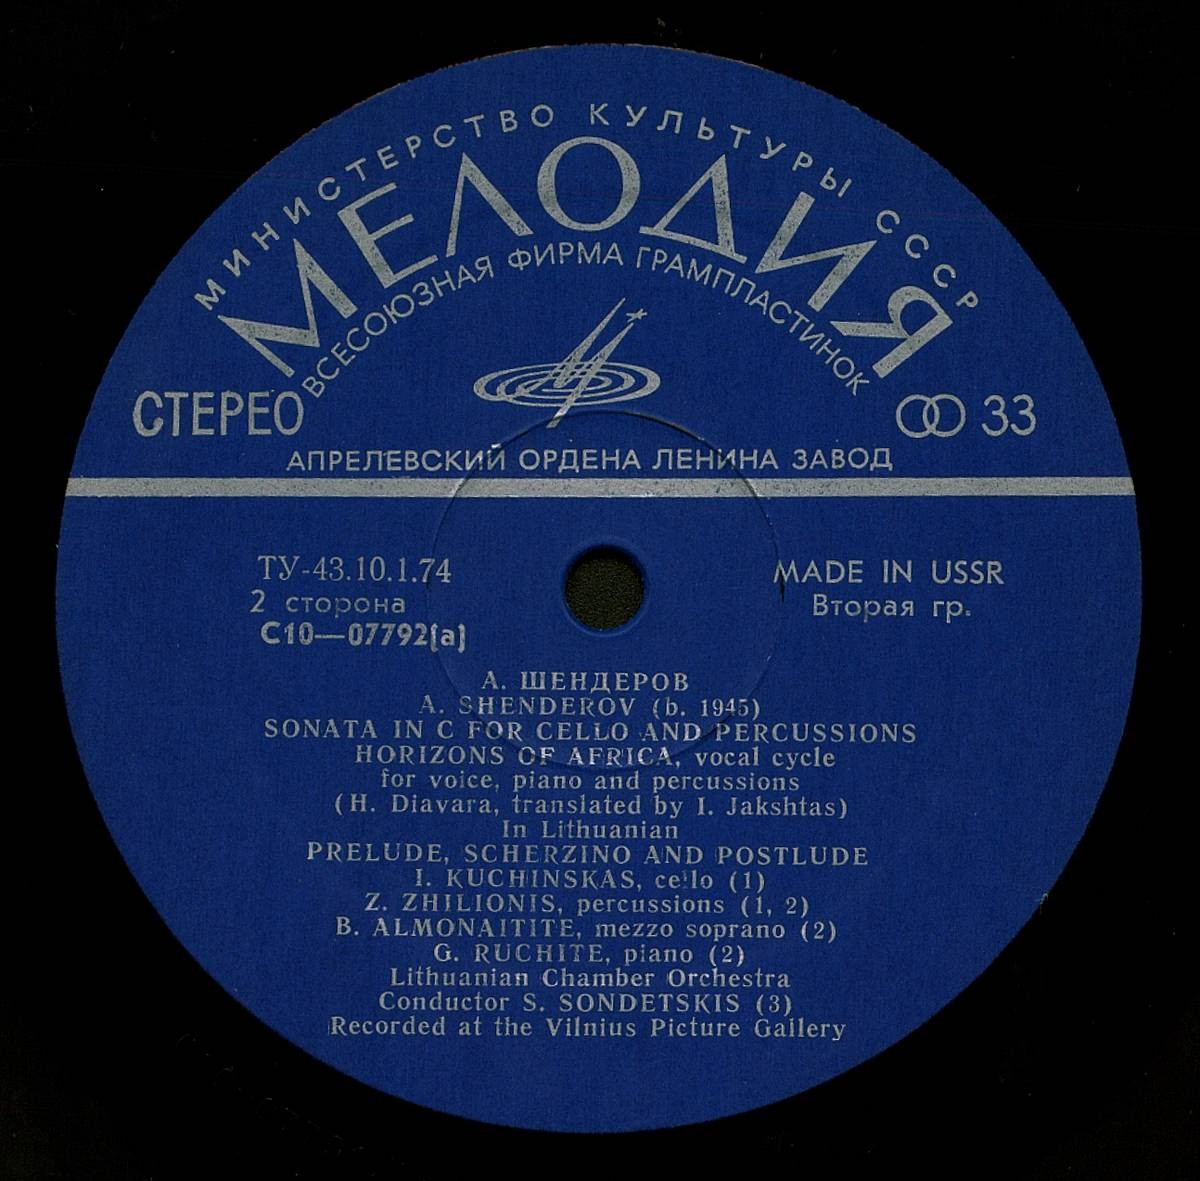 МИНИСТЕРСТВО КУЛЬТУРЫ СССР
МЕЛОДИЯ
ВСЕСОЮЗНАЯ ФИРМА ГРАМПЛАСТИНОК
СТЕРЕО
33
АПРЕЛЕВСКИЙ ОРДЕНА ЛЕНИНА ЗАВОД
ТУ-43.10.1.74
2 сторона
С10—07792(а)
MADE IN USSR
Вторая гр.
А. ШЕНДЕРОВ
A. SHENDEROV (b. 1945)
SONATA IN C FOR CELLO AND PERCUSSIONS
HORIZONS OF AFRICA, vocal cycle
for voice, piano and percussions
(H. Diavara, translated by I. Jakshtas)
In Lithuanian
PRELUDE, SCHERZINO AND POSTLUDE
I. KUCHINSKAS, cello (1)
Z. ZHILIONIS, percussions (1, 2)
B. ALMONAITITE, mezzo soprano (2)
G. RUCHITE, piano (2)
Lithuanian Chamber Orchestra
Conductor S. SONDETSKIS (3)
Recorded at the Vilnius Picture Gallery